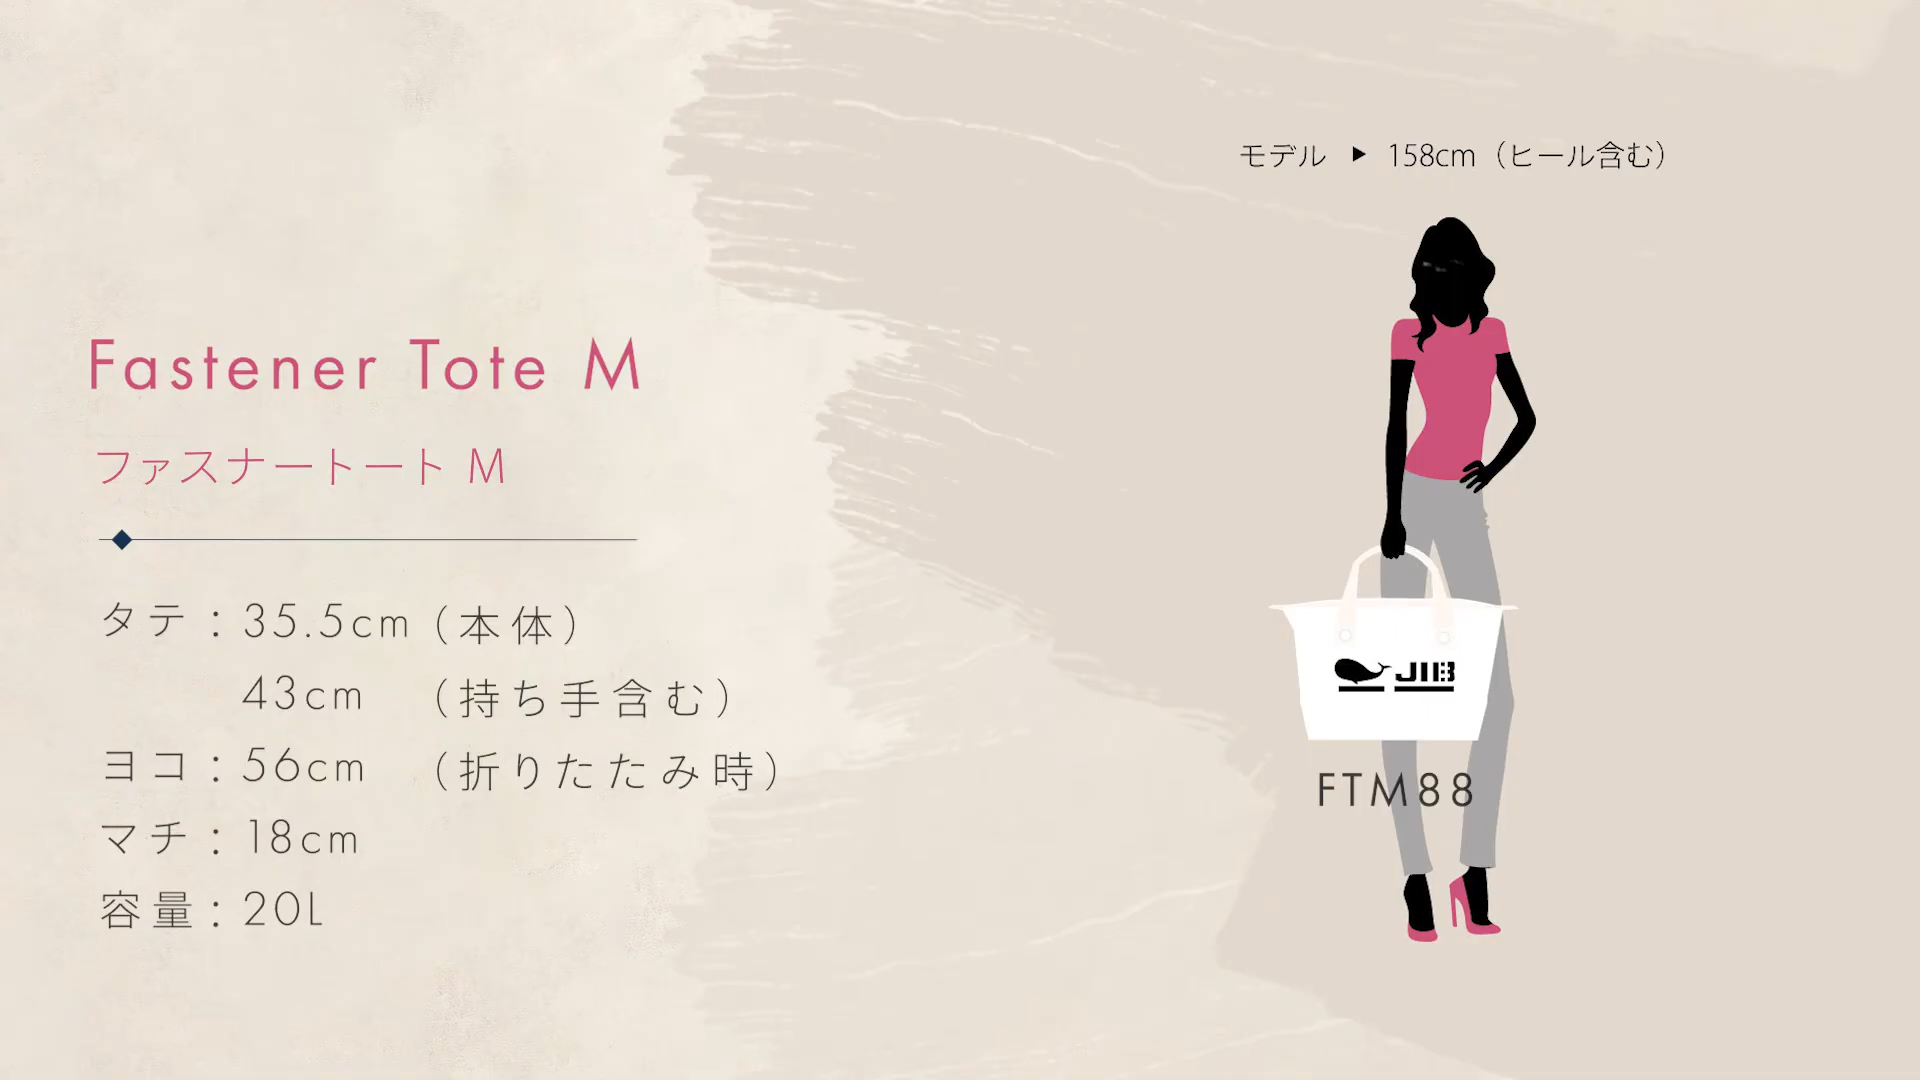 モデル ▶ 158cm（ヒール含む）
Fastener Tote M
ファスナートート M
タテ：35.5cm（本体）
43cm （持ち手含む）
ヨコ：56cm （折りたたみ時）
マチ：18cm
容量：20L
JIB
FTM88